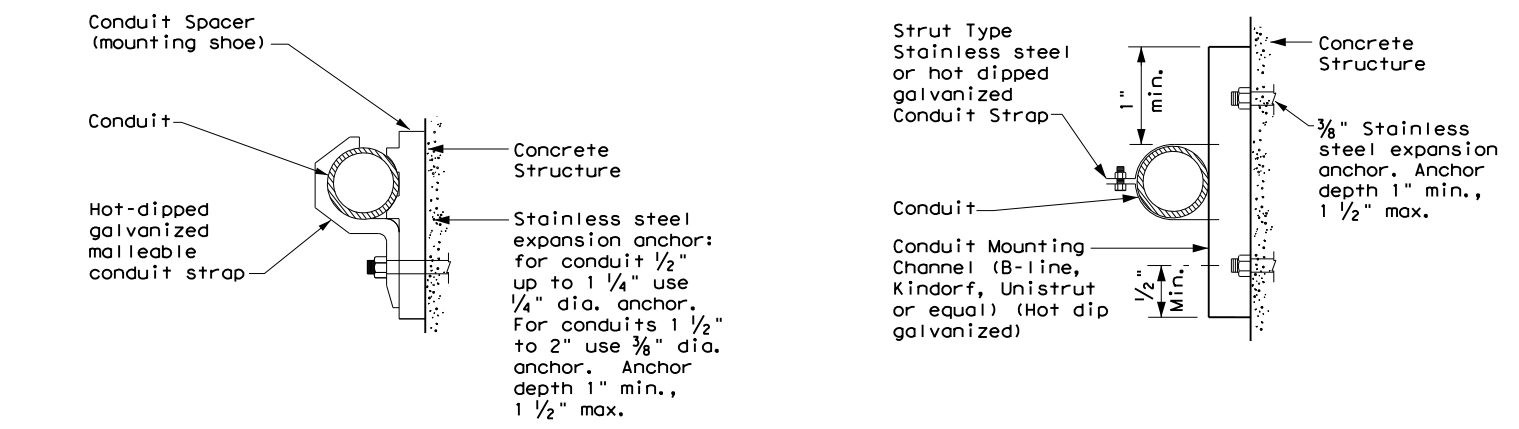 Conduit Spacer
(mounting shoe)
Conduit
Hot-dipped
galvanized
malleable
conduit strap
Concrete
Structure
Stainless steel
expansion anchor:
for conduit ½"
up to 1 ¼" use
¼" dia. anchor.
For conduits 1 ½"
to 2" use ⅜" dia.
anchor. Anchor
depth 1" min.,
1 ½" max.
Strut Type
Stainless steel
or hot dipped
galvanized
Conduit Strap
Conduit
Conduit Mounting
Channel (B-line,
Kindorf, Unistrut
or equal) (Hot dip
galvanized)
1"
min.
½"
Min.
Concrete
Structure
⅜" Stainless
steel expansion
anchor. Anchor
depth 1" min.,
1 ½" max.